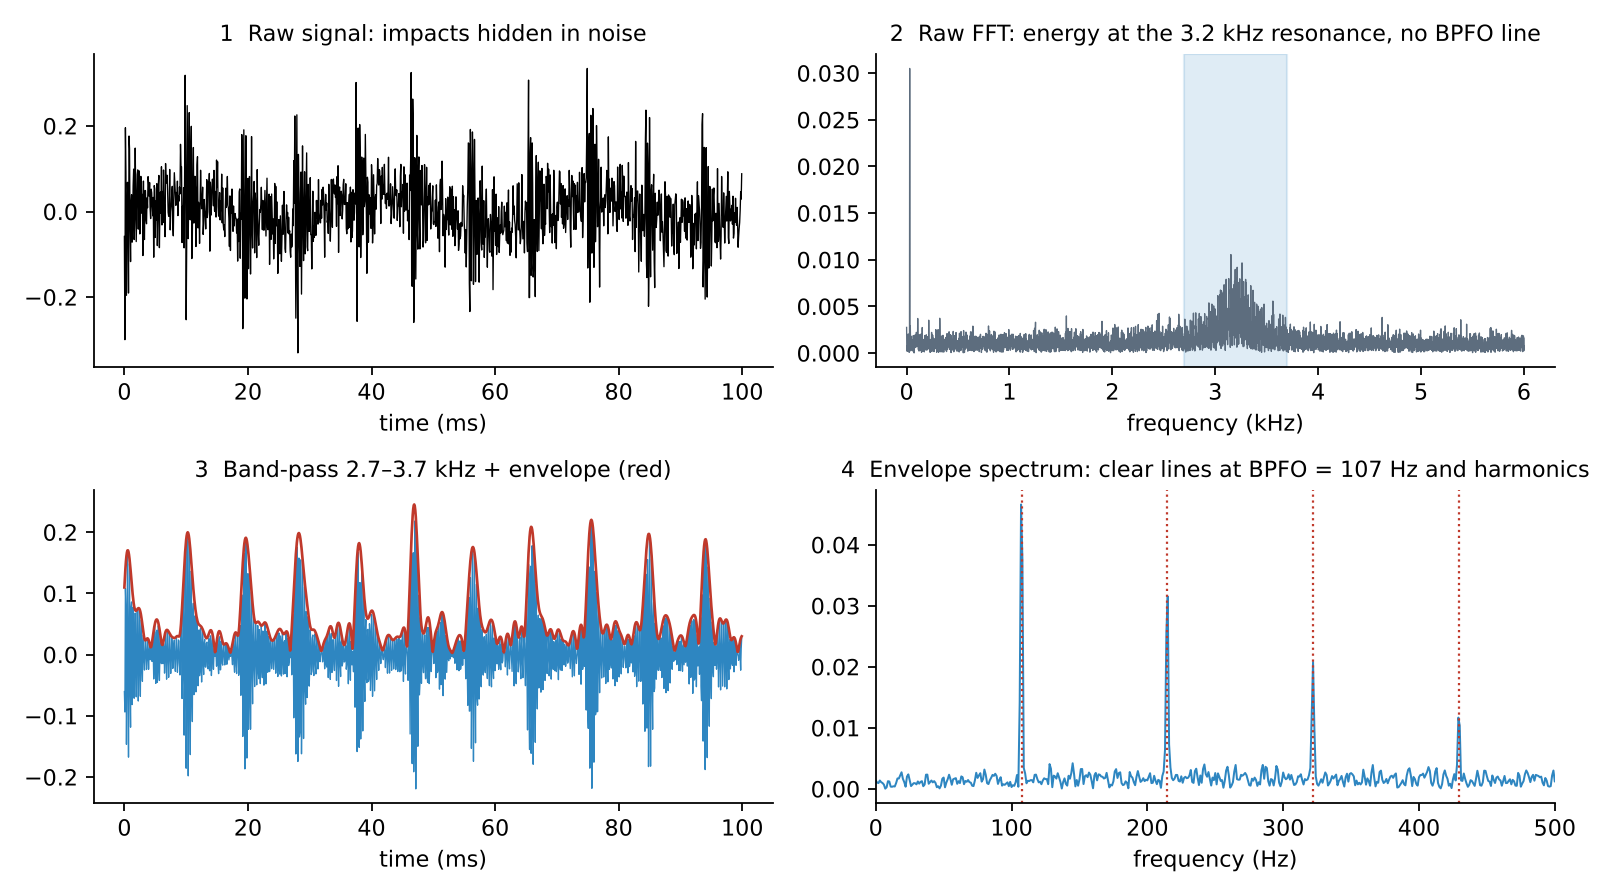 1  Raw signal: impacts hidden in noise
0.2
0.0
−0.2
0 20 40 60 80 100
time (ms)
2  Raw FFT: energy at the 3.2 kHz resonance, no BPFO line
0.030
0.025
0.020
0.015
0.010
0.005
0.000
0 1 2 3 4 5 6
frequency (kHz)
3  Band-pass 2.7–3.7 kHz + envelope (red)
0.2
0.1
0.0
−0.1
−0.2
0 20 40 60 80 100
time (ms)
4  Envelope spectrum: clear lines at BPFO = 107 Hz and harmonics
0.04
0.03
0.02
0.01
0.00
0 100 200 300 400 500
frequency (Hz)